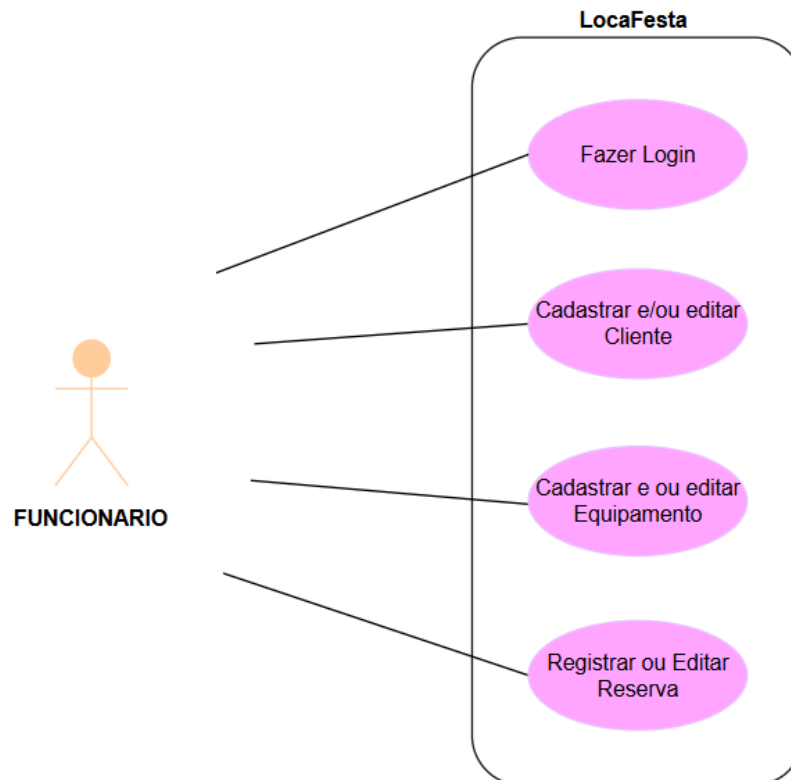 LocaFesta
Fazer Login
Cadastrar e/ou editar
Cliente
Cadastrar e ou editar
Equipamento
FUNCIONARIO
Registrar ou Editar
Reserva